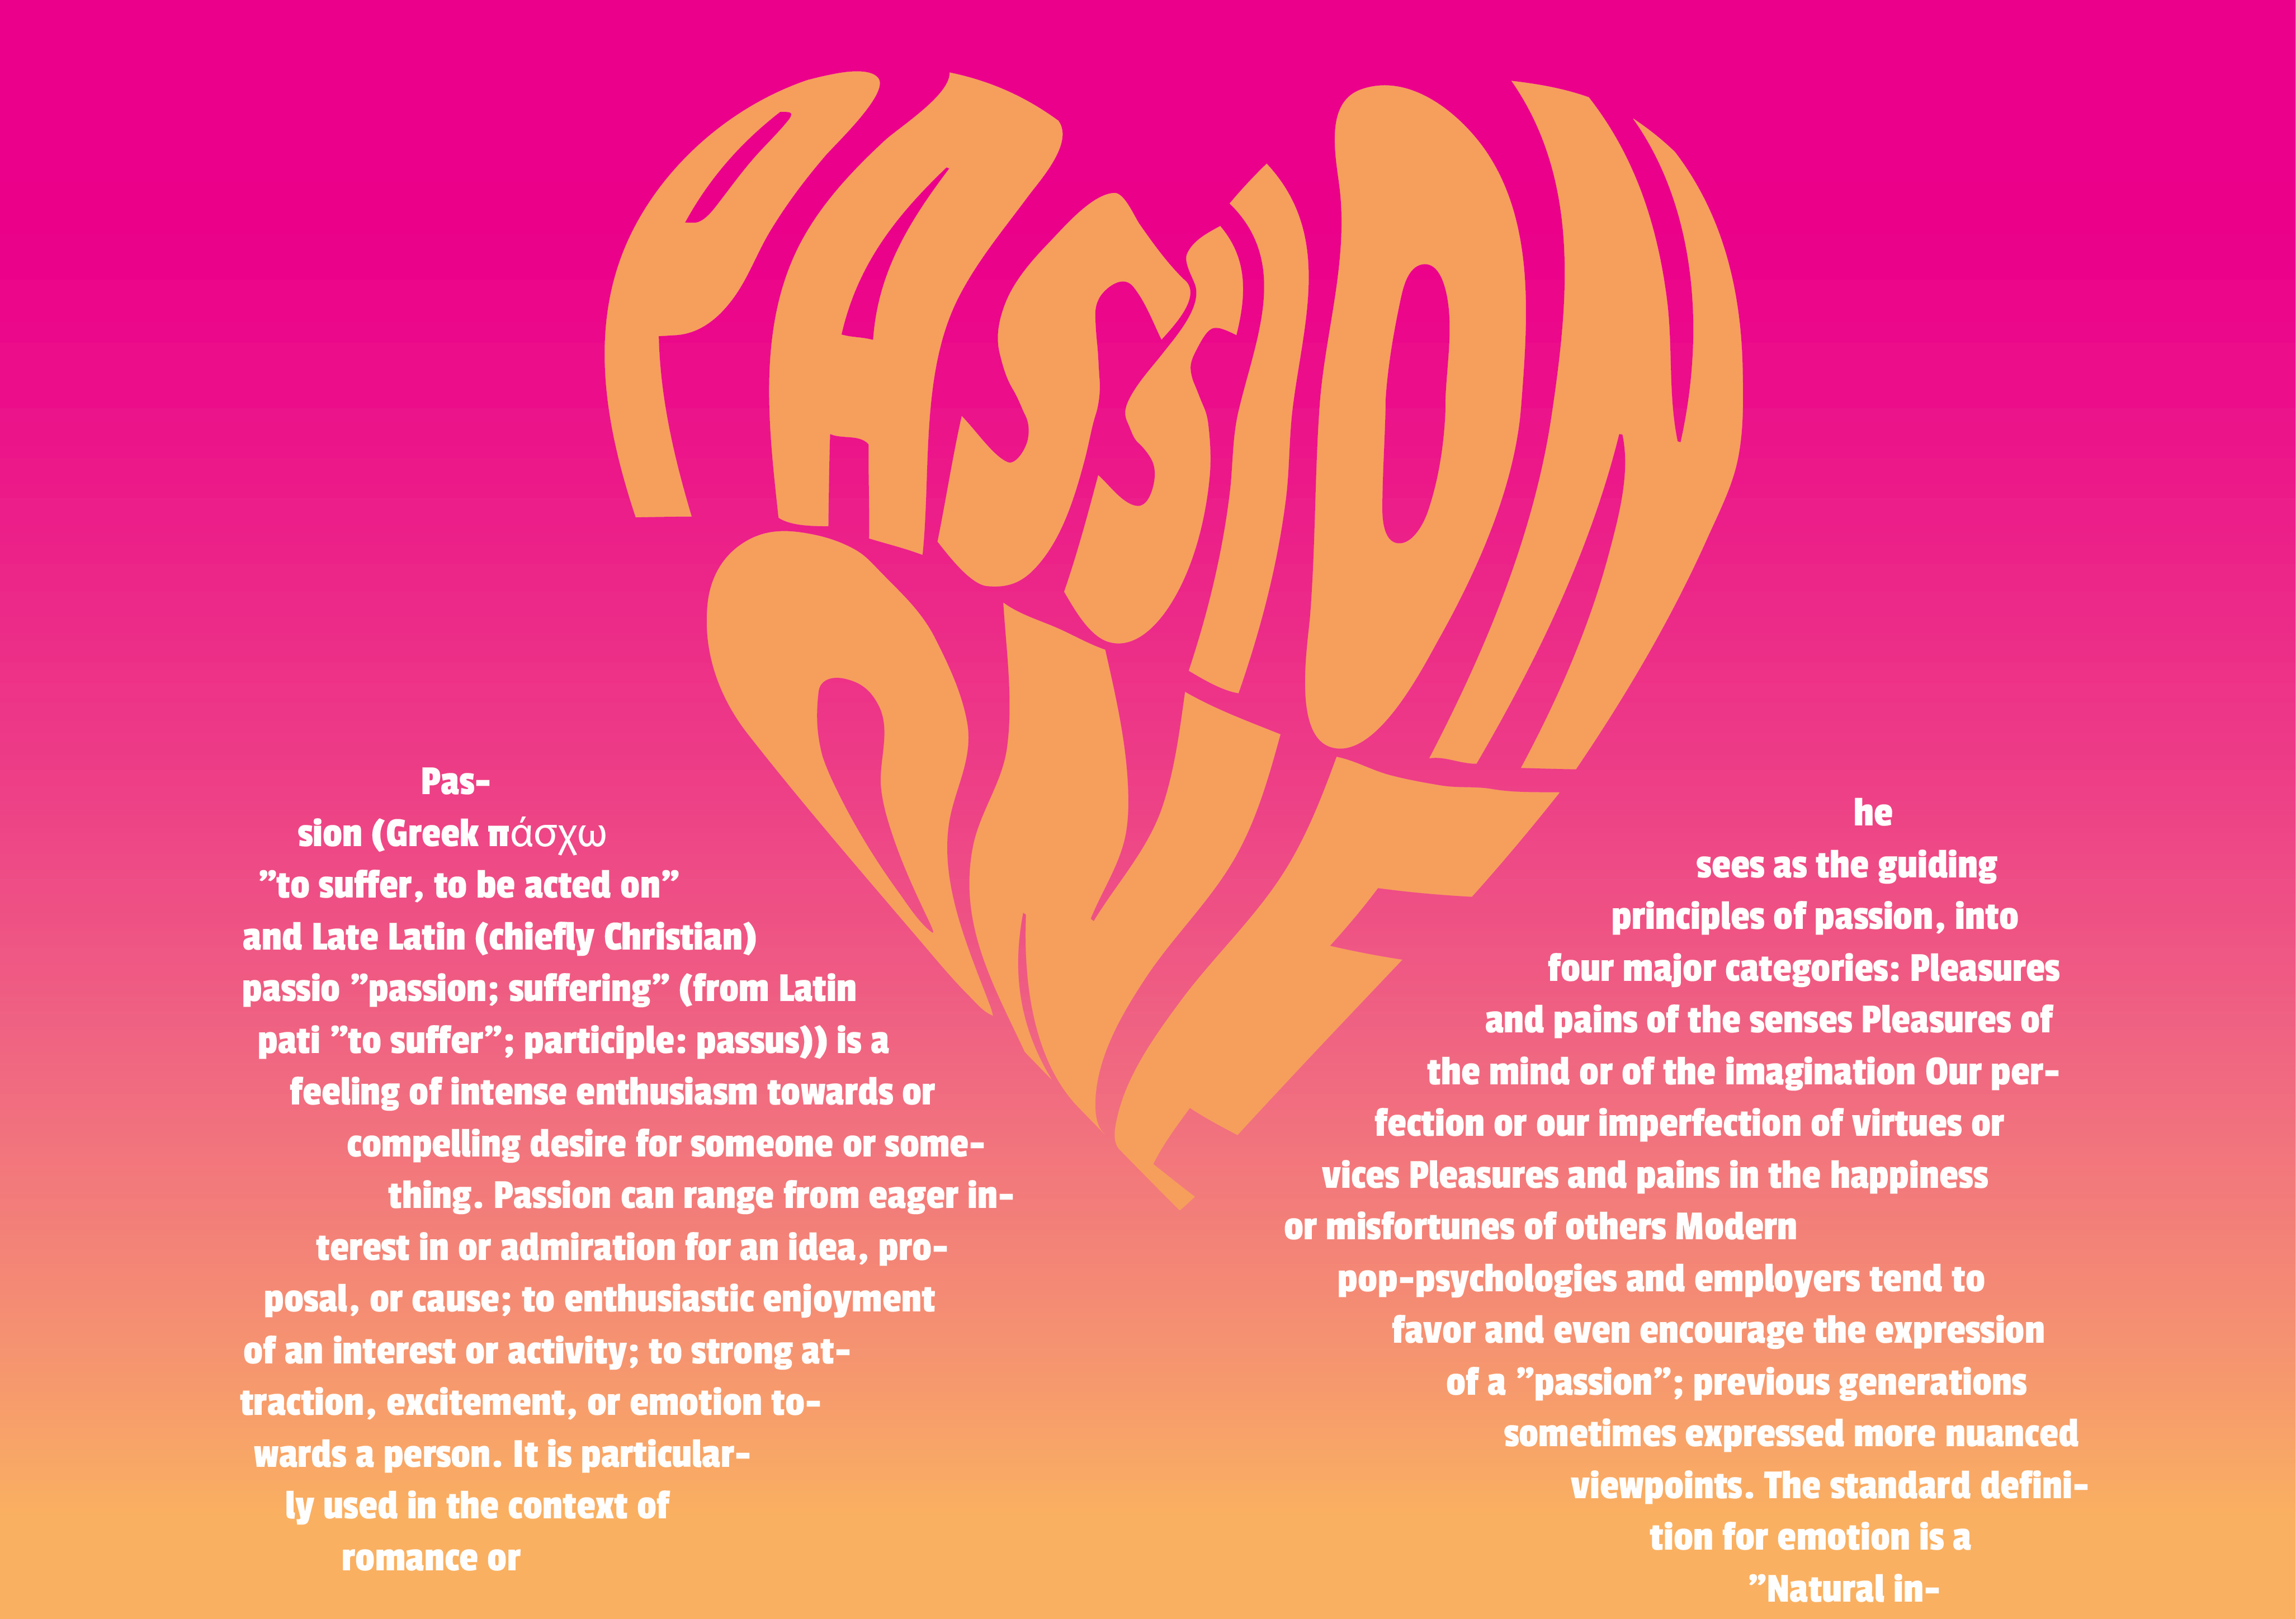 PASSION
ONE
Pas-
sion (Greek πάσχω
”to suffer, to be acted on”
and Late Latin (chiefly Christian)
passio ”passion; suffering” (from Latin
pati ”to suffer”; participle: passus)) is a
feeling of intense enthusiasm towards or
compelling desire for someone or some-
thing. Passion can range from eager in-
terest in or admiration for an idea, pro-
posal, or cause; to enthusiastic enjoyment
of an interest or activity; to strong at-
traction, excitement, or emotion to-
wards a person. It is particular-
ly used in the context of
romance or
he
sees as the guiding
principles of passion, into
four major categories: Pleasures
and pains of the senses Pleasures of
the mind or of the imagination Our per-
fection or our imperfection of virtues or
vices Pleasures and pains in the happiness
or misfortunes of others Modern
pop-psychologies and employers tend to
favor and even encourage the expression
of a ”passion”; previous generations
sometimes expressed more nuanced
viewpoints. The standard defini-
tion for emotion is a
”Natural in-